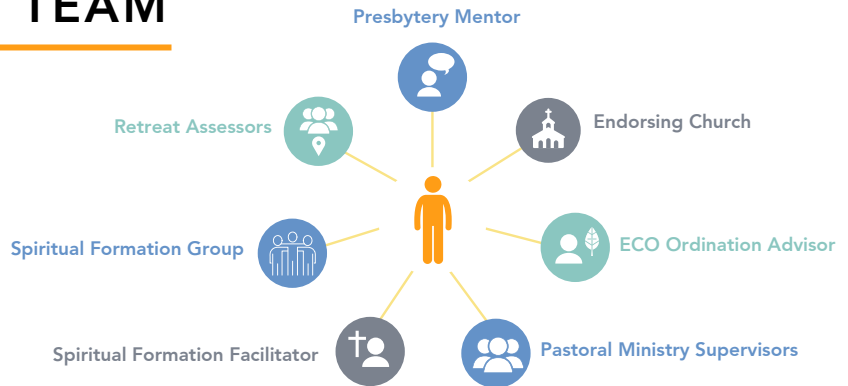 TEAM
Presbytery Mentor
Retreat Assessors
Endorsing Church
Spiritual Formation Group
ECO Ordination Advisor
Spiritual Formation Facilitator
Pastoral Ministry Supervisors